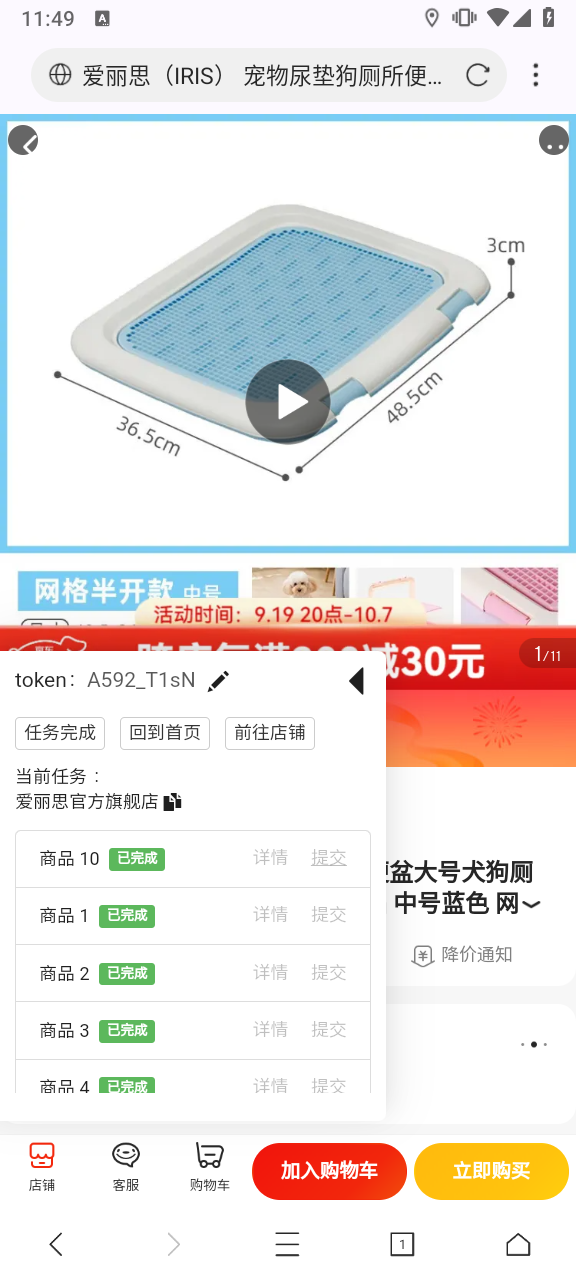 11:49
爱丽思（IRIS） 宠物尿垫狗厕所便...
3cm
48.5cm
36.5cm
网格半开款 中号
活动时间：9.19 20点-10.7
减30元
1/11
token： A592_T1sN
任务完成 回到首页 前往店铺
当前任务：
爱丽思官方旗舰店
商品 10 已完成 详情 提交
商品 1 已完成 详情 提交
商品 2 已完成 详情 提交
商品 3 已完成 详情 提交
商品 4 已完成 详情 提交
便盆大号犬狗厕
中号蓝色 网
降价通知
店铺 客服 购物车 加入购物车 立即购买
1